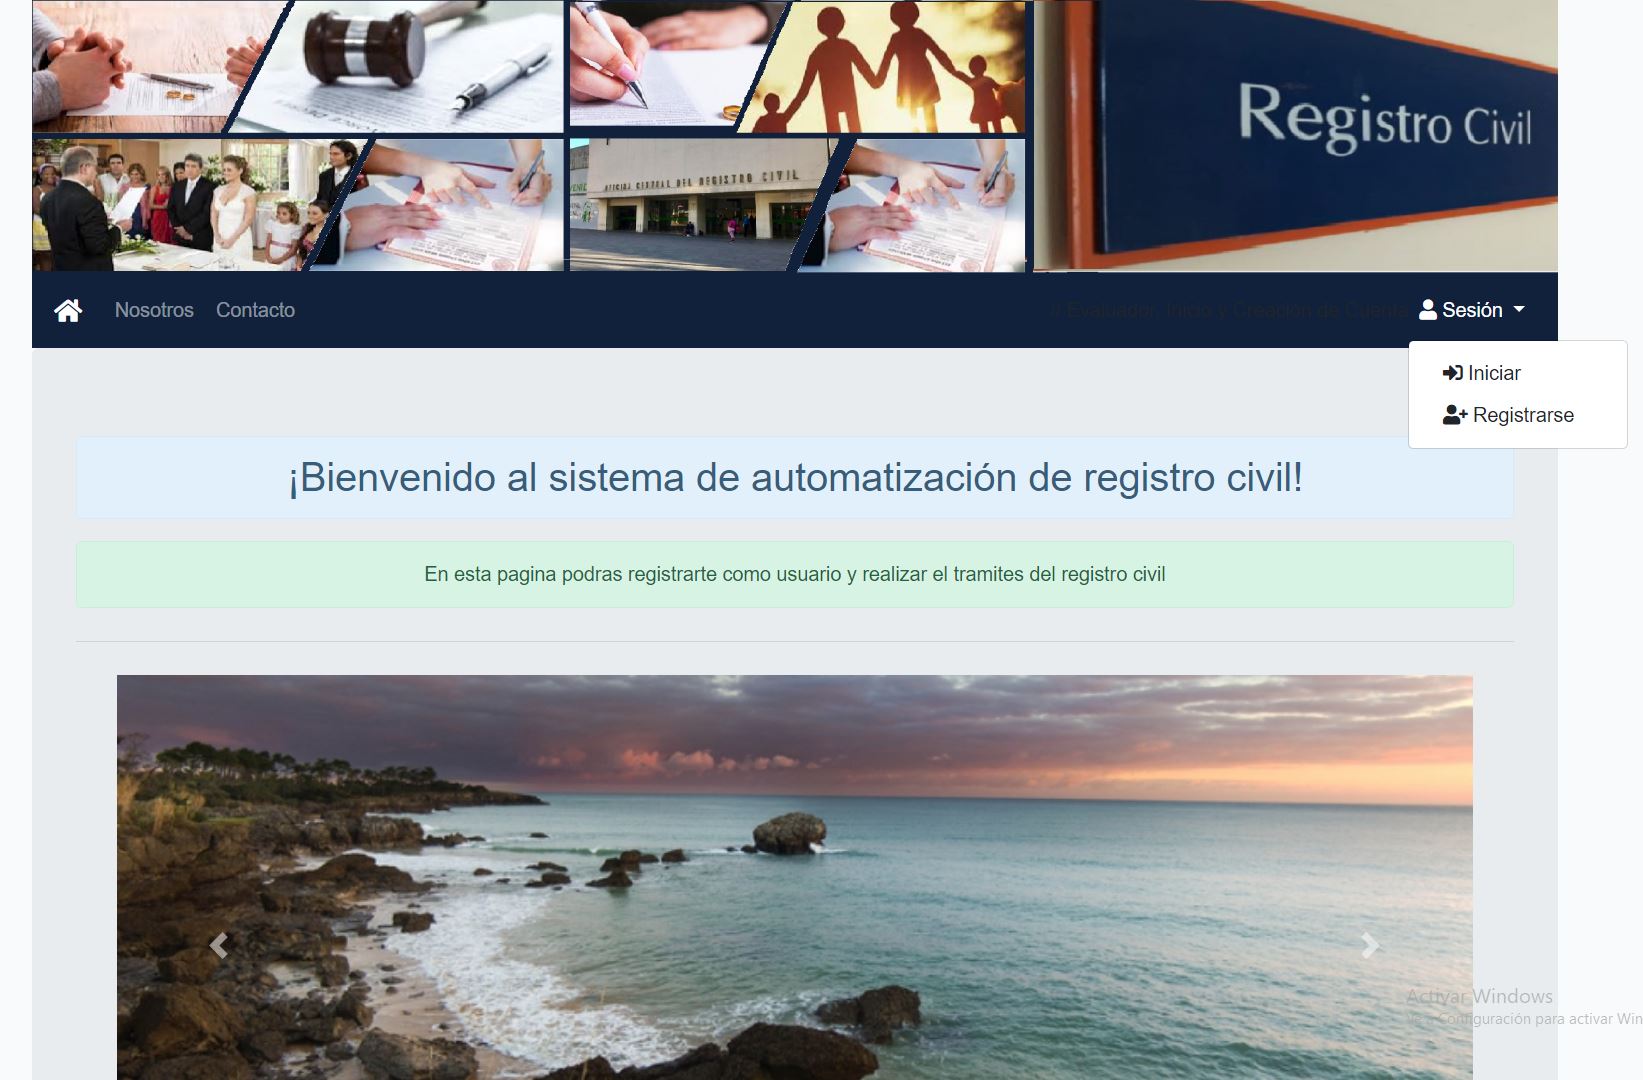 Registro Civil
OFICINA CENTRAL DEL REGISTRO CIVIL
Nosotros
Contacto
// Evaluador, Inicio y Creación de Cuenta
Sesión
Iniciar
Registrarse
¡Bienvenido al sistema de automatización de registro civil!
En esta pagina podras registrarte como usuario y realizar el tramites del registro civil
Activar Windows
Configuración para activar Win